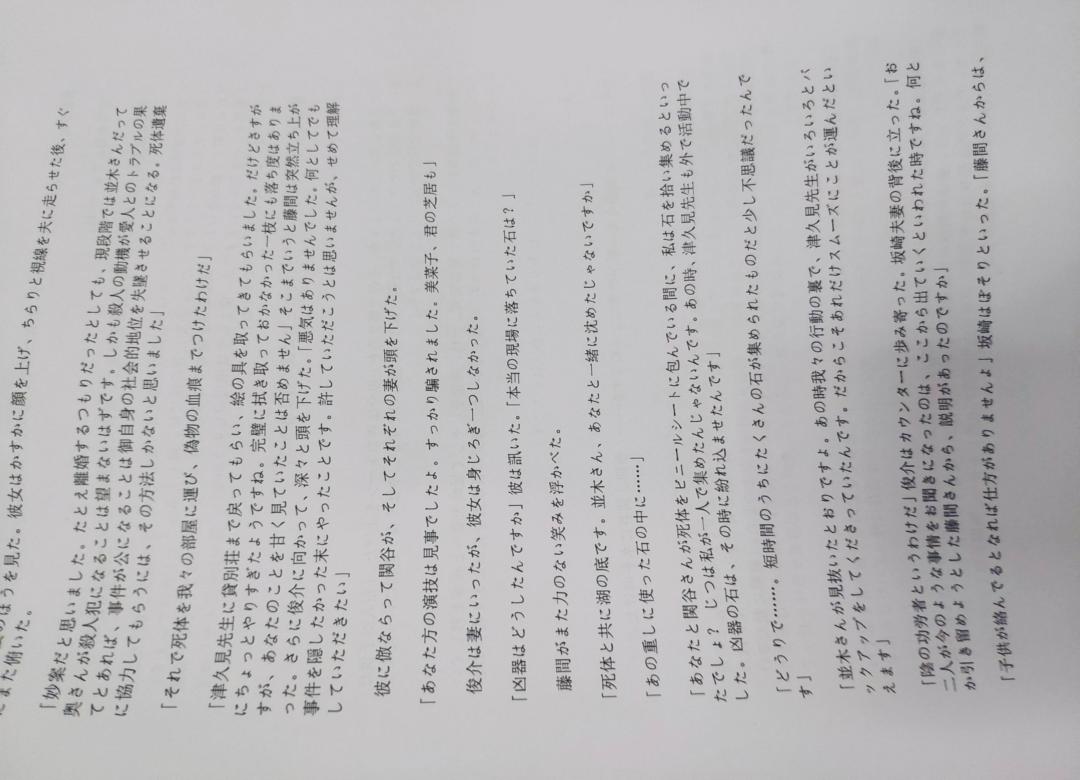 のほうを見た。彼女はかすかに顔を上げ、ちらりと視線を夫に走らせた後、すぐ
また俯いた。
「妙案だと思いました。たとえ離婚するつもりだったとしても、現段階では並木さんだって
奥さんが殺人犯になることは望まないはずです。しかも殺人の動機が愛人とのトラブルの果
てとあれば、事件が公になることは御自身の社会的地位を失墜させることになる。死体遺棄
に協力してもらうには、その方法しかないと思いました」
「それで死体を我々の部屋に運び、偽物の血痕までつけたわけだ」
「津久見先生に貸別荘まで戻ってもらい、絵の具を取ってきてもらいました。だけどさすが
にちょっとやりすぎたようですね。完璧に拭き取っておかなかった一枝にも落ち度はありま
すが、あなたのことを甘く見ていたことは否めません」そこまでいうと藤間は突然立ち上が
った。さらに俊介に向かって、深々と頭を下げた。「悪気はありませんでした。何としてでも
事件を隠したかった末にやったことです。許していただこうとは思いませんが、せめて理解
していただきたい」
彼に倣ならって関谷が、そしてそれぞれの妻が頭を下げた。
「あなた方の演技は見事でしたよ。すっかり騙されました。美菜子、君の芝居も」
俊介は妻にいったが、彼女は身じろぎ一つしなかった。
「凶器はどうしたんですか」彼は訊いた。「本当の現場に落ちていた石は？」
藤間がまた力のない笑みを浮かべた。
「死体と共に湖の底です。並木さん、あなたと一緒に沈めたじゃないですか」
「あの重しに使った石の中に……」
「あなたと関谷さんが死体をビニールシートに包んでいる間に、私は石を拾い集めるといっ
たでしょ？　じつは私が一人で集めたんじゃないんです。あの時、津久見先生も外で活動中で
した。凶器の石は、その時に紛れ込ませたんです」
「どうりで……。短時間のうちにたくさんの石が集められたものだと少し不思議だったんで
す」
「並木さんが見抜いたとおりですよ。あの時我々の行動の裏で、津久見先生がいろいろとバ
ックアップをしてくださっていたんです。だからこそあれだけスムーズにことが運んだとい
えます」
「陰の功労者というわけだ」俊介はカウンターに歩み寄った。坂崎夫妻の背後に立った。「お
二人が今のような事情をお聞きになったのは、ここから出ていくといわれた時ですね。何と
か引き留めようとした藤間さんから、説明があったのですか」
「子供が絡んでるとなれば仕方がありませんよ」坂崎はぼそりといった。「藤間さんからは、